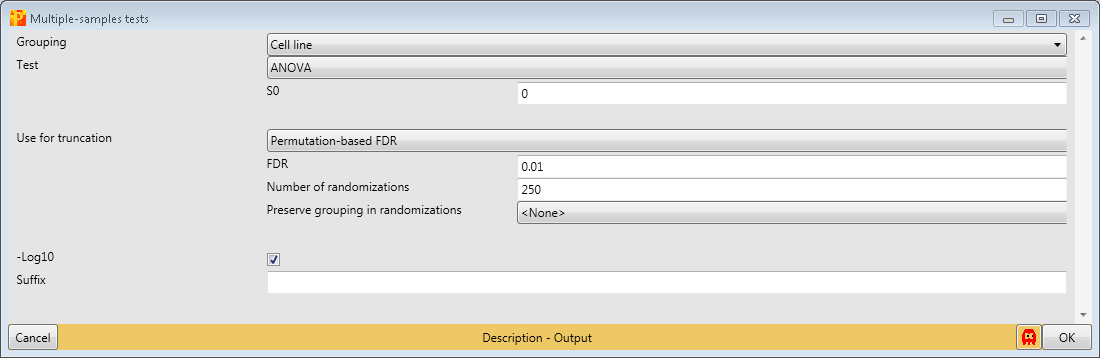 Multiple-samples tests
Grouping Cell line
Test ANOVA
S0 0
Use for truncation Permutation-based FDR
FDR 0.01
Number of randomizations 250
Preserve grouping in randomizations <None>
-Log10
Suffix
Cancel Description - Output OK